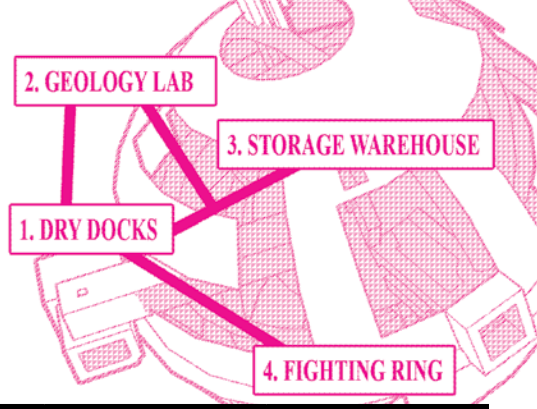 2. GEOLOGY LAB
3. STORAGE WAREHOUSE
1. DRY DOCKS
4. FIGHTING RING